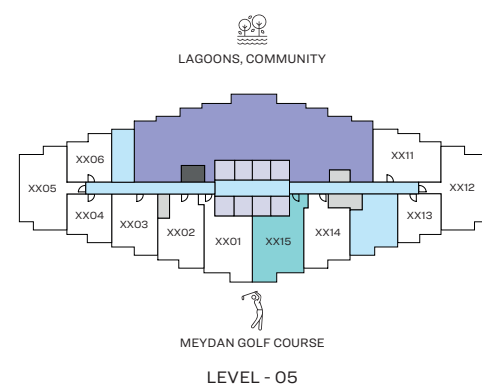 LAGOONS, COMMUNITY
XX06
XX11
XX05
XX12
XX04
XX03
XX02
XX01
XX15
XX14
XX13
MEYDAN GOLF COURSE
LEVEL - 05